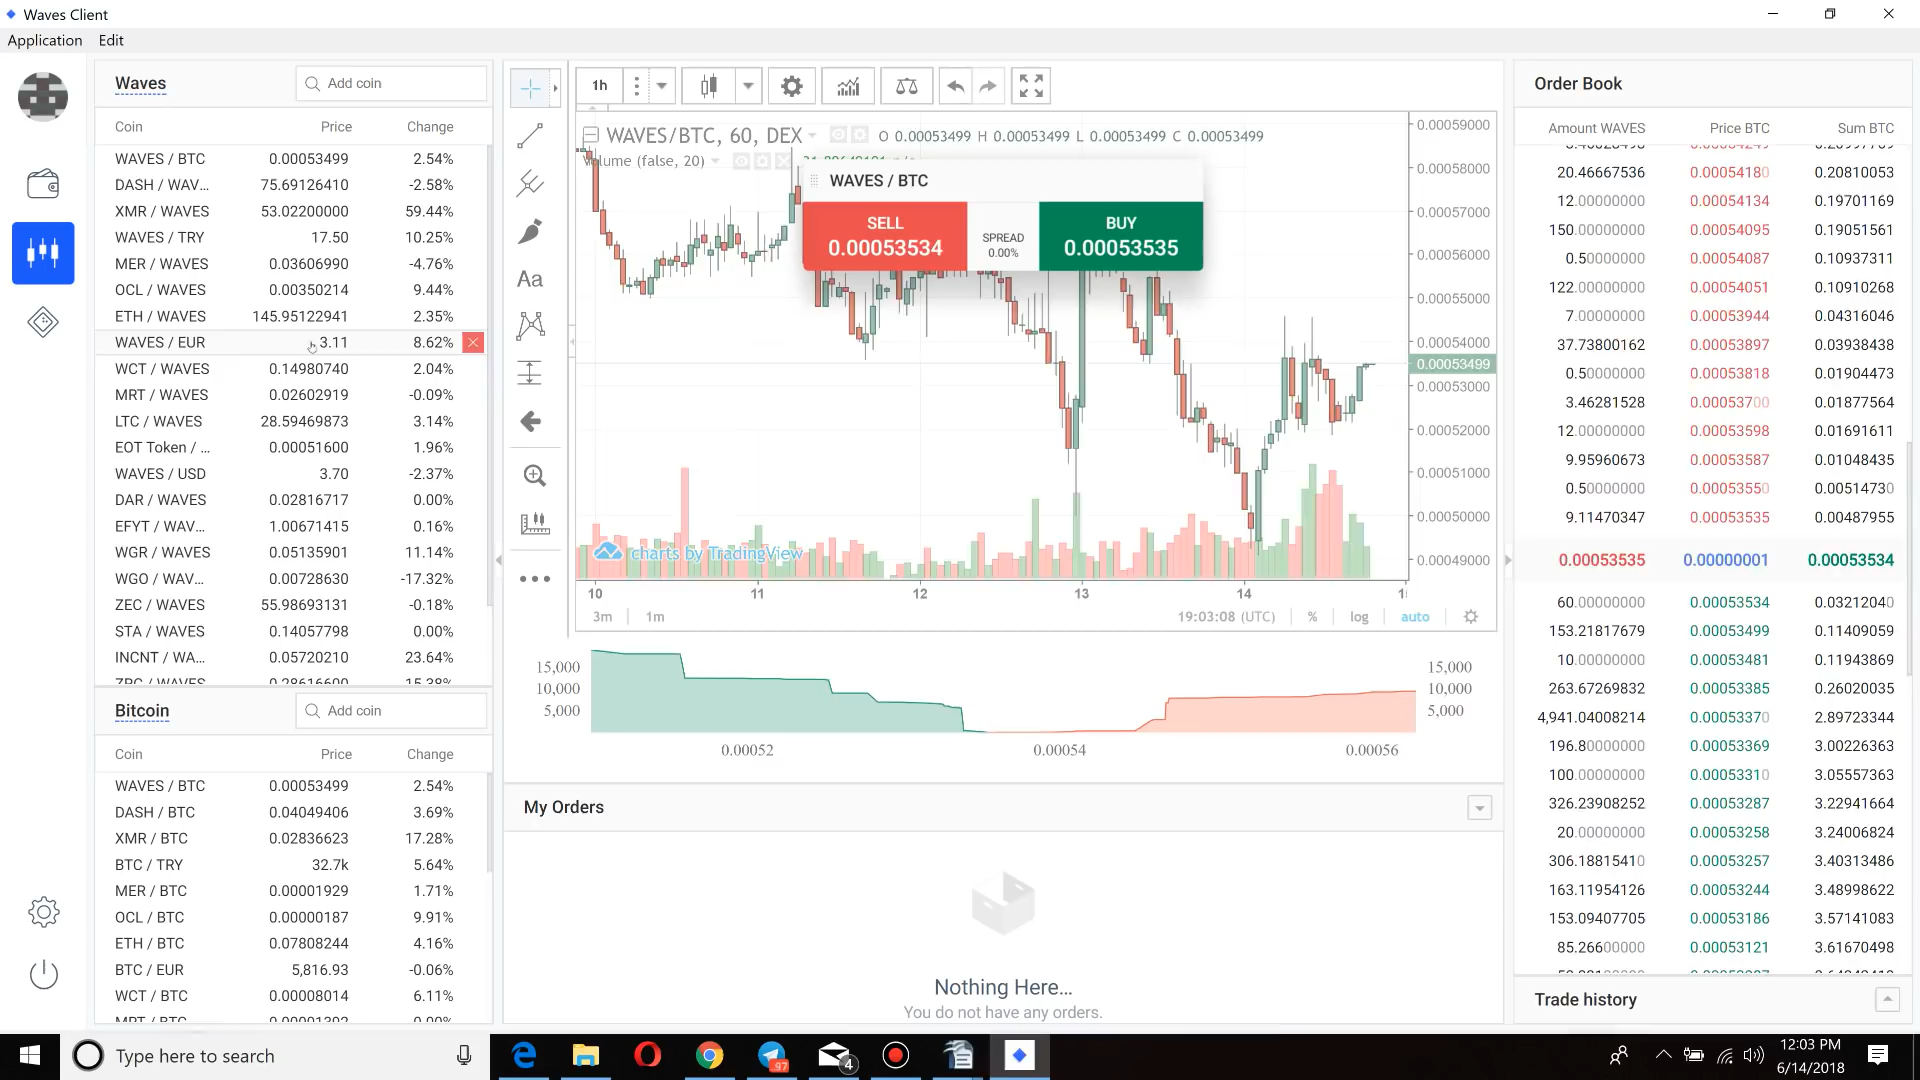 Waves Client
Application Edit
Waves
Add coin
Coin Price Change
WAVES / BTC 0.00053499 2.54%
DASH / WAV... 75.69126410 -2.58%
XMR / WAVES 53.02200000 59.44%
WAVES / TRY 17.50 10.25%
MER / WAVES 0.03606990 -4.76%
OCL / WAVES 0.00350214 9.44%
ETH / WAVES 145.95122941 2.35%
WAVES / EUR 3.11 8.62%
WCT / WAVES 0.14980740 2.04%
MRT / WAVES 0.02602919 -0.09%
LTC / WAVES 28.59469873 3.14%
EOT Token / ... 0.00051600 1.96%
WAVES / USD 3.70 -2.37%
DAR / WAVES 0.02816717 0.00%
EFYT / WAV... 1.00671415 0.16%
WGR / WAVES 0.05135901 11.14%
WGO / WAV... 0.00728630 -17.32%
ZEC / WAVES 55.98693131 -0.18%
STA / WAVES 0.14057798 0.00%
INCNT / WA... 0.05720210 23.64%
Bitcoin
Add coin
Coin Price Change
WAVES / BTC 0.00053499 2.54%
DASH / BTC 0.04049406 3.69%
XMR / BTC 0.02836623 17.28%
BTC / TRY 32.7k 5.64%
MER / BTC 0.00001929 1.71%
OCL / BTC 0.00000187 9.91%
ETH / BTC 0.07808244 4.16%
BTC / EUR 5,816.93 -0.06%
WCT / BTC 0.00008014 6.11%
Aa
1h
WAVES/BTC, 60, DEX O 0.00053499 H 0.00053499 L 0.00053499 C 0.00053499
Volume (false, 20)
WAVES / BTC
SELL
0.00053534
SPREAD
0.00%
BUY
0.00053535
0.00059000
0.00058000
0.00057000
0.00056000
0.00055000
0.00054000
0.00053499
0.00053000
0.00052000
0.00051000
0.00050000
0.00049000
charts by TradingView
10 11 12 13 14
3m 1m 19:03:08 (UTC) % log auto
15,000 15,000
10,000 10,000
5,000 5,000
0.00052 0.00054 0.00056
My Orders
Nothing Here...
You do not have any orders.
Order Book
Amount WAVES Price BTC Sum BTC
20.46667536 0.00054180 0.20810053
12.00000000 0.00054134 0.19701169
150.00000000 0.00054095 0.19051561
0.50000000 0.00054087 0.10937311
122.00000000 0.00054051 0.10910268
7.00000000 0.00053944 0.04316046
37.73800162 0.00053897 0.03938438
0.50000000 0.00053818 0.01904473
3.46281528 0.00053700 0.01877564
12.00000000 0.00053598 0.01691611
9.95960673 0.00053587 0.01048435
0.50000000 0.00053550 0.00514730
9.11470347 0.00053535 0.00487955
0.00053535 0.00000001 0.00053534
60.00000000 0.00053534 0.03212040
153.21817679 0.00053499 0.11409059
10.00000000 0.00053481 0.11943869
263.67269832 0.00053385 0.26020035
4,941.04008214 0.00053370 2.89723344
196.80000000 0.00053369 3.00226363
100.00000000 0.00053310 3.05557363
326.23908252 0.00053287 3.22941664
20.00000000 0.00053258 3.24006824
306.18815410 0.00053257 3.40313486
163.11954126 0.00053244 3.48998622
153.09407705 0.00053186 3.57141083
85.26600000 0.00053121 3.61670498
Trade history
Type here to search
97
4
12:03 PM
6/14/2018